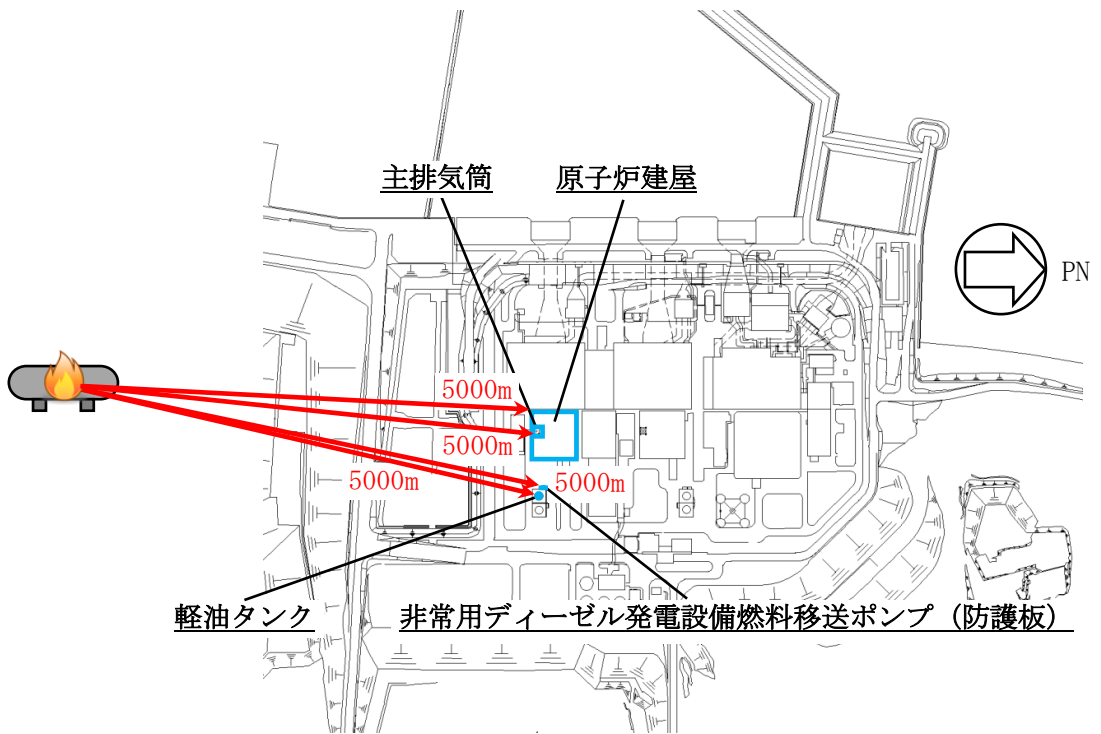 主排気筒
原子炉建屋
PN
5000m
5000m
5000m
5000m
軽油タンク
非常用ディーゼル発電設備燃料移送ポンプ（防護板）